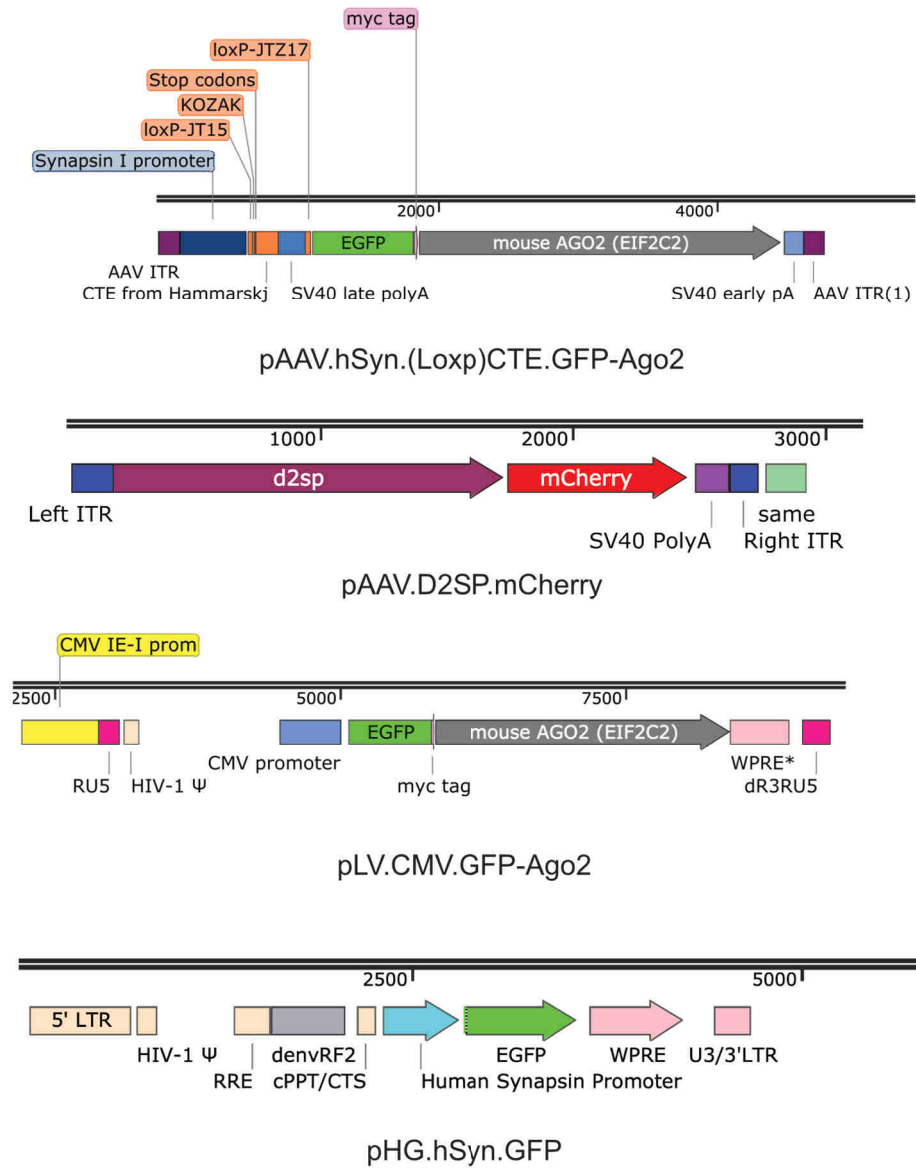 myc tag
loxP-JTZ17
Stop codons
KOZAK
loxP-JT15
Synapsin I promoter
2000 4000
EGFP mouse AGO2 (EIF2C2)
AAV ITR
CTE from Hammarskj SV40 late polyA SV40 early pA AAV ITR(1)
pAAV.hSyn.(Loxp)CTE.GFP-Ago2
1000 2000 3000
d2sp mCherry
Left ITR same
SV40 PolyA Right ITR
pAAV.D2SP.mCherry
CMV IE-I prom
2500 5000 7500
EGFP mouse AGO2 (EIF2C2)
CMV promoter WPRE*
RU5 HIV-1 Ψ myc tag dR3RU5
pLV.CMV.GFP-Ago2
2500 5000
5' LTR
HIV-1 Ψ denvRF2 EGFP WPRE U3/3'LTR
RRE cPPT/CTS Human Synapsin Promoter
pHG.hSyn.GFP